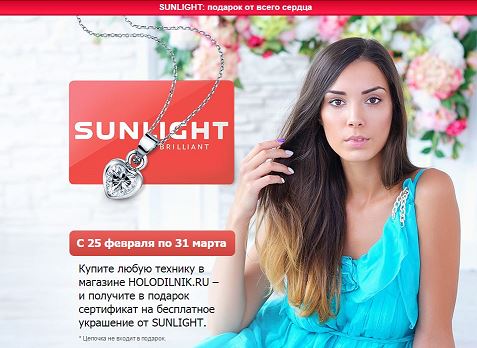 SUNLIGHT: подарок от всего сердца
SUNLIGHT
BRILLIANT
С 25 февраля по 31 марта
Купите любую технику в
магазине HOLODILNIK.RU –
и получите в подарок
сертификат на бесплатное
украшение от SUNLIGHT.
* Цепочка не входит в подарок.